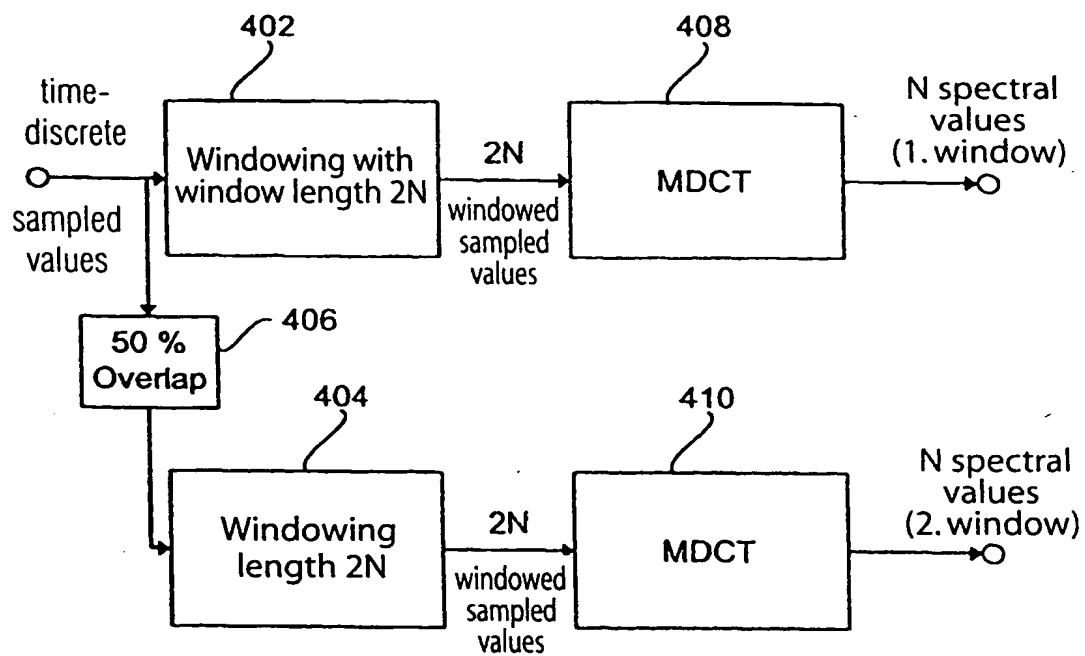 402
408
time-
discrete
sampled
values
Windowing with
window length 2N
2N
windowed
sampled
values
MDCT
N spectral
values
(1. window)
50 %
Overlap
406
404
410
Windowing
length 2N
2N
windowed
sampled
values
MDCT
N spectral
values
(2. window)